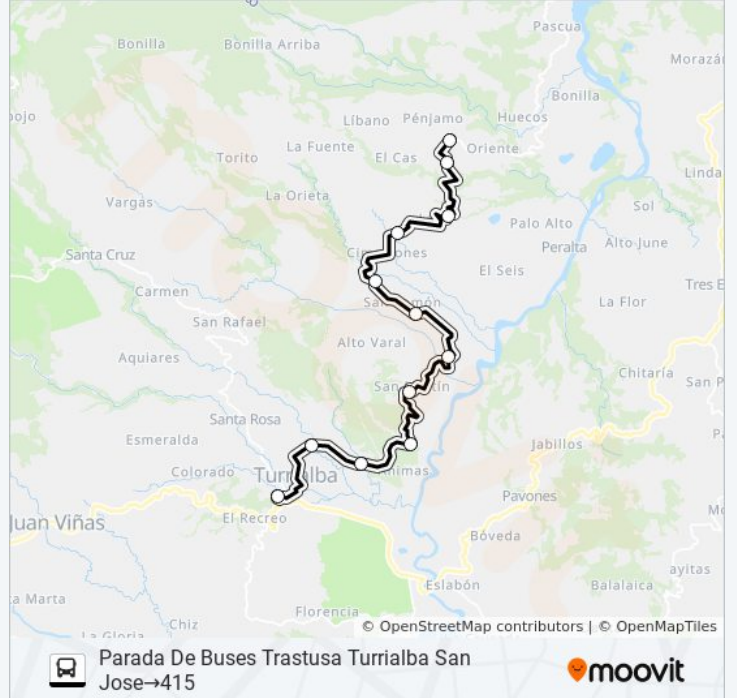 Pascua
Bonilla
Bonilla Arriba
Bonilla
Líbano
Pénjamo
Huecos
La Fuente
El Cas
Oriente
Torito
Linda
La Orieta
Vargas
Sol
Palo Alto
Santa Cruz
Peralta
Alto June
El Seis
Carmen
Tres E
La Flor
San Rafael
Alto Varal
Aquiares
Chitaría
San P
Santa Rosa
Esmeralda
Jabillos
Colorado
Turrialba
Pavones
El Recreo
Juan Viñas
Bóveda
ayitas
Eslabón
Balalaica
a Marta
Florencia
Chiz
La Gloria
© OpenStreetMap contributors | © OpenMapTiles
Parada De Buses Trastusa Turrialba San
Jose→415
moovit